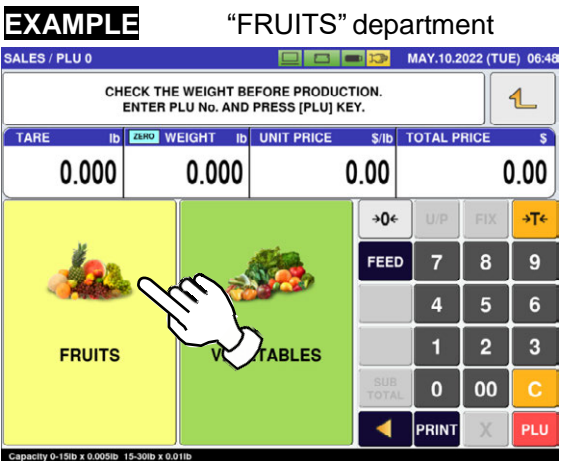 EXAMPLE “FRUITS” department
SALES / PLU 0 MAY.10.2022 (TUE) 06:48
CHECK THE WEIGHT BEFORE PRODUCTION.
ENTER PLU No. AND PRESS [PLU] KEY.
TARE lb ZERO WEIGHT lb UNIT PRICE $/lb TOTAL PRICE $
0.000 0.000 0.00 0.00
→0← U/P FIX →T←
FEED 7 8 9
4 5 6
FRUITS 1 2 3
SUB TOTAL 0 00 C
PRINT X PLU
Capacity 0-15lb x 0.005lb 15-30lb x 0.01lb